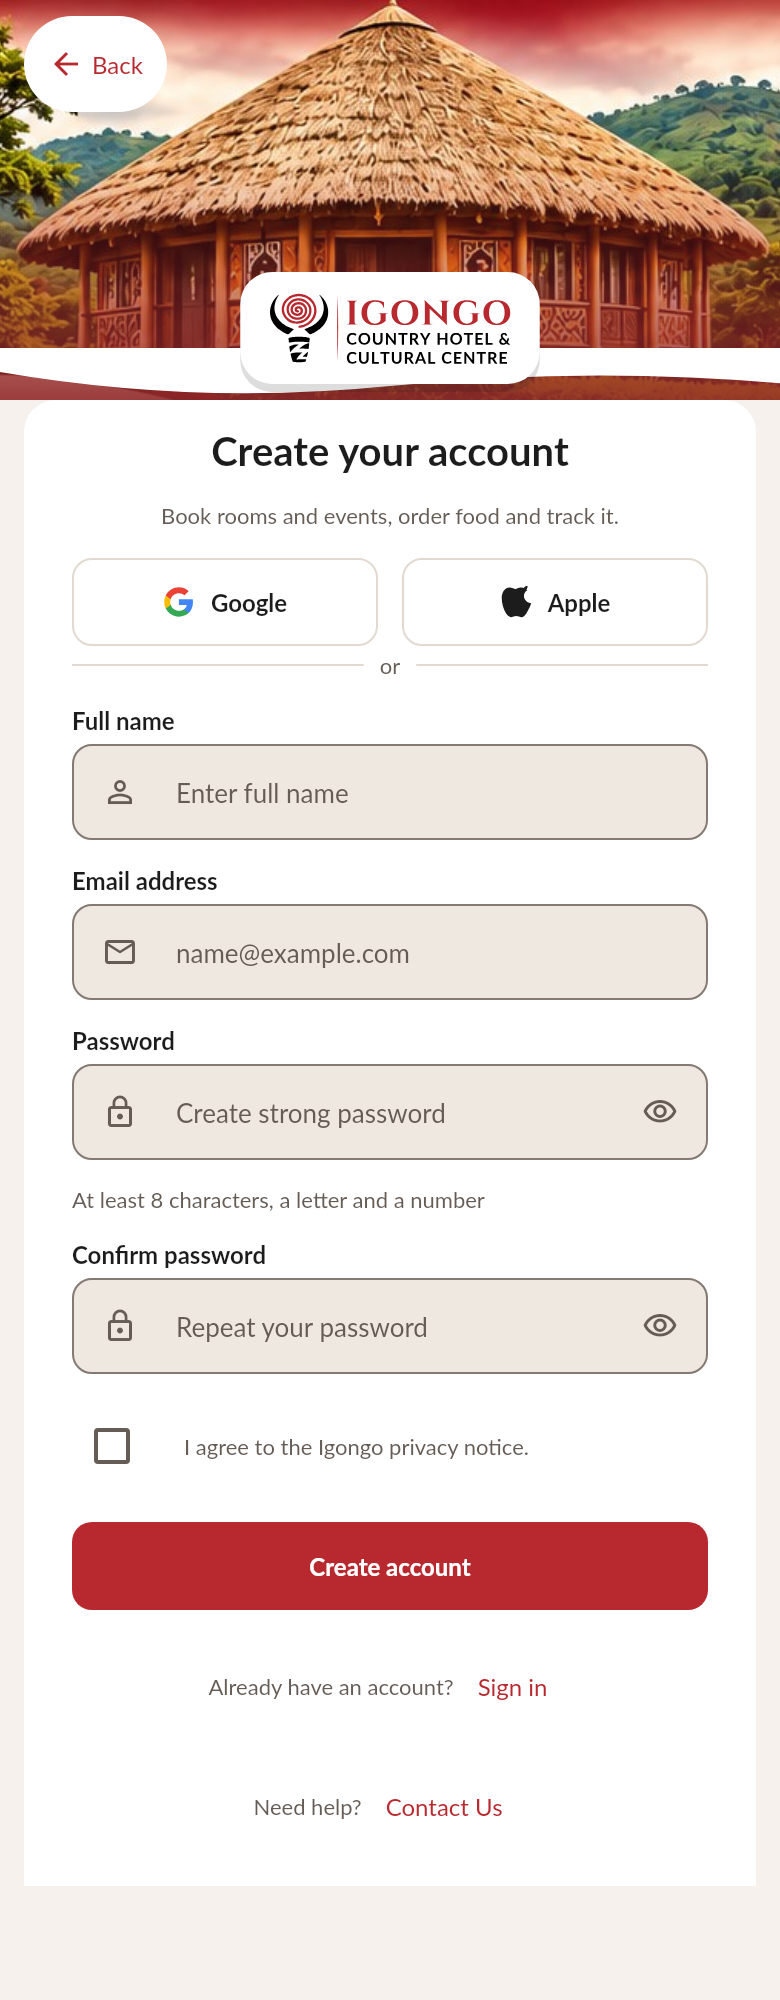 Back
IGONGO
COUNTRY HOTEL &
CULTURAL CENTRE
Create your account
Book rooms and events, order food and track it.
Google
Apple
or
Full name
Enter full name
Email address
name@example.com
Password
Create strong password
At least 8 characters, a letter and a number
Confirm password
Repeat your password
I agree to the Igongo privacy notice.
Create account
Already have an account? Sign in
Need help? Contact Us